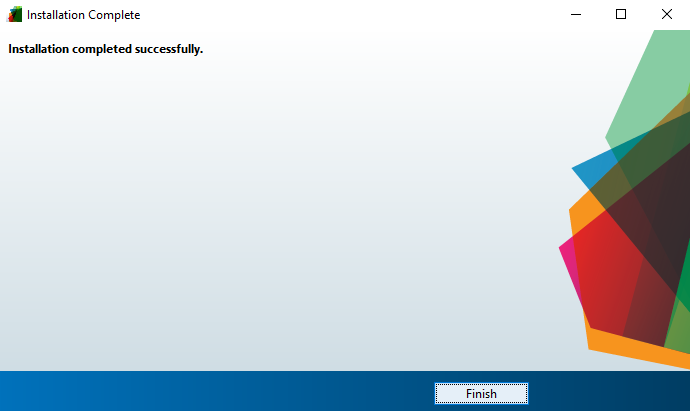 Installation Complete
Installation completed successfully.
Finish